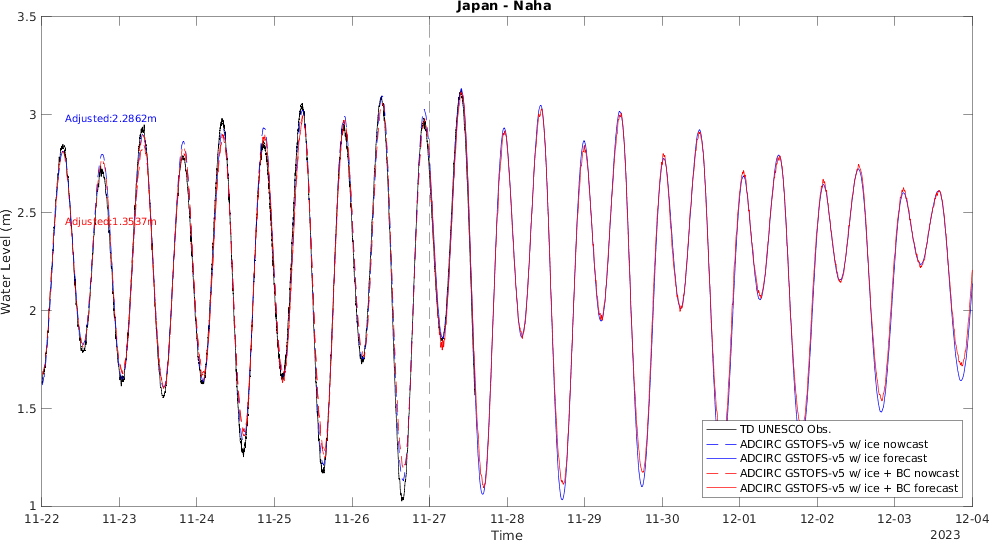 Japan - Naha
3.5
3
2.5
2
1.5
1
Water Level (m)
Adjusted:2.2862m
Adjusted:1.3537m
TD UNESCO Obs.
ADCIRC GSTOFS-v5 w/ ice nowcast
ADCIRC GSTOFS-v5 w/ ice forecast
ADCIRC GSTOFS-v5 w/ ice + BC nowcast
ADCIRC GSTOFS-v5 w/ ice + BC forecast
11-22 11-23 11-24 11-25 11-26 11-27 11-28 11-29 11-30 12-01 12-02 12-03 12-04
Time
2023